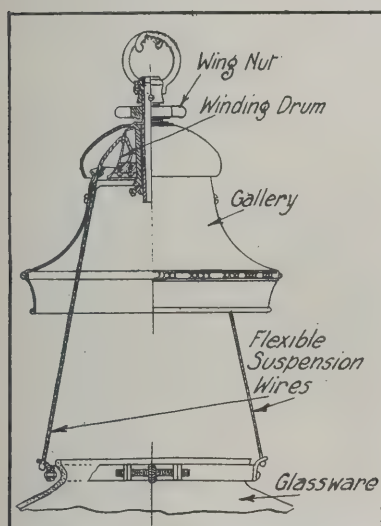 Wing Nut
Winding Drum
Gallery
Flexible
Suspension
Wires
Glassware